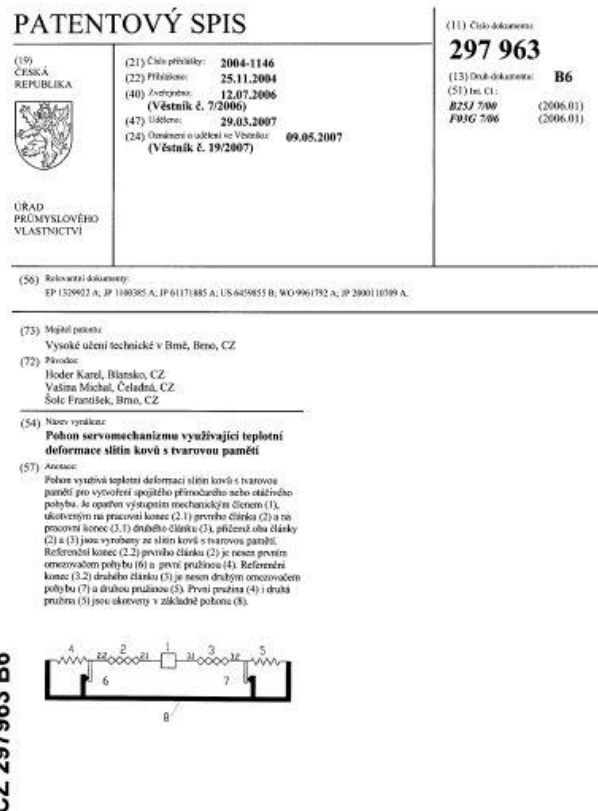 PATENTOVÝ SPIS
(19)
ČESKÁ
REPUBLIKA
ÚŘAD
PRŮMYSLOVÉHO
VLASTNICTVÍ
(21) Číslo přihlášky: 2004-1146
(22) Přihlášeno: 25.11.2004
(40) Zveřejněno: 12.07.2006
(Věstník č. 7/2006)
(47) Uděleno: 29.03.2007
(24) Oznámení o udělení ve Věstníku: 09.05.2007
(Věstník č. 19/2007)
(11) Číslo dokumentu:
297 963
(13) Druh dokumentu: B6
(51) Int. Cl.:
B25J 7/00 (2006.01)
F03G 7/06 (2006.01)
(56) Relevantní dokumenty:
EP 1329922 A; JP 1100385 A; JP 61171885 A; US 6459855 B; WO 9961792 A; JP 2000110709 A.
(73) Majitel patentu:
Vysoké učení technické v Brně, Brno, CZ
(72) Původce:
Hoder Karel, Blansko, CZ
Vašina Michal, Čeladná, CZ
Šolc František, Brno, CZ
(54) Název vynálezu:
Pohon servomechanizmu využívající teplotní
deformace slitin kovů s tvarovou pamětí
(57) Anotace:
Pohon využívá teplotní deformaci slitin kovů s tvarovou
pamětí pro vytvoření spojitého přímočarého nebo otáčivého
pohybu. Je opatřen výstupním mechanickým členem (1),
ukotveným na pracovní konec (2.1) prvního článku (2) a na
pracovní konec (3.1) druhého článku (3), přičemž oba články
(2) a (3) jsou vyrobeny ze slitin kovů s tvarovou pamětí.
Referenční konec (2.2) prvního článku (2) je nesen prvním
omezovačem pohybu (6) a první pružinou (4). Referenční
konec (3.2) druhého článku (3) je nesen druhým omezovačem
pohybu (7) a druhou pružinou (5). První pružina (4) i druhá
pružina (5) jsou ukotveny v základně pohonu (8).
4 22 2 21 1 31 3 32 5
6 7
8
CZ 297963 B6